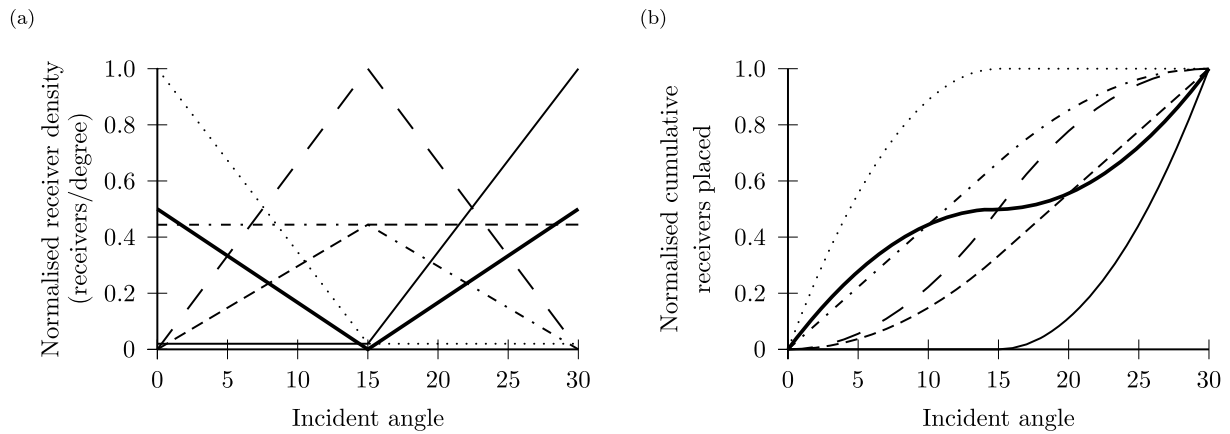 (a)
Normalised receiver density
(receivers/degree)
1.0
0.8
0.6
0.4
0.2
0
0 5 10 15 20 25 30
Incident angle
(b)
Normalised cumulative
receivers placed
1.0
0.8
0.6
0.4
0.2
0
0 5 10 15 20 25 30
Incident angle